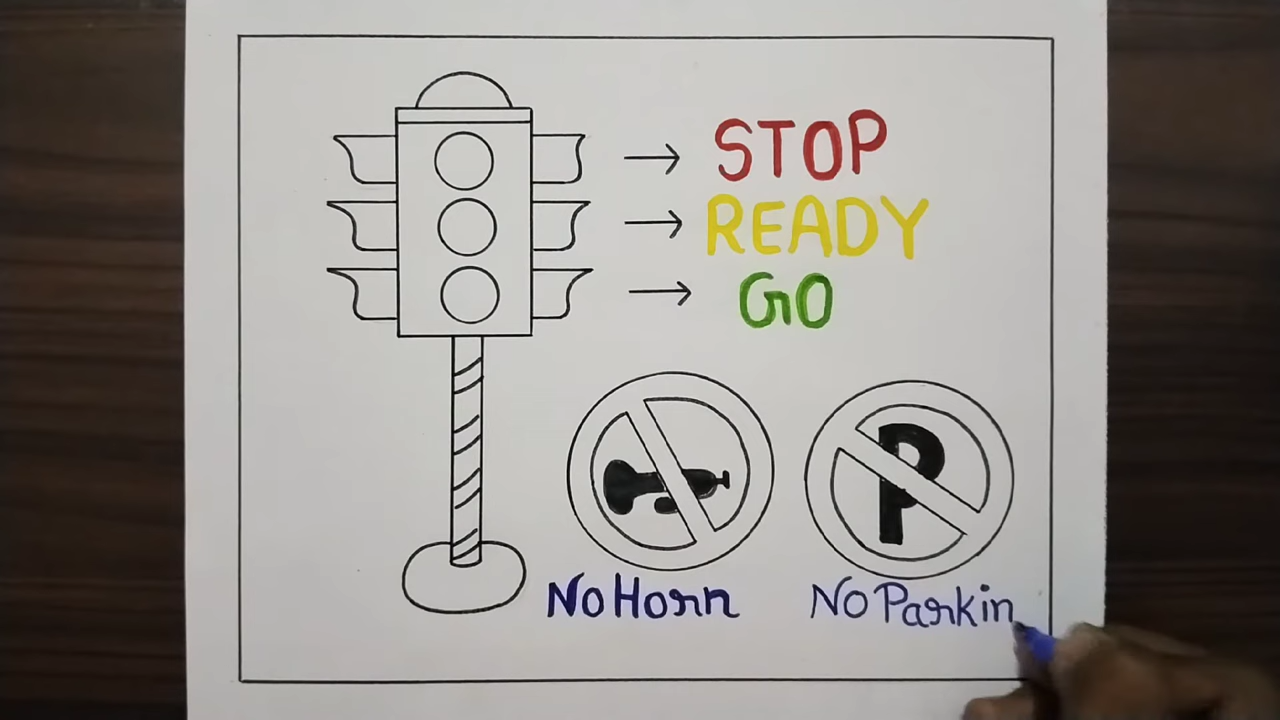 STOP
READY
GO
P
No Horn
No Parkin